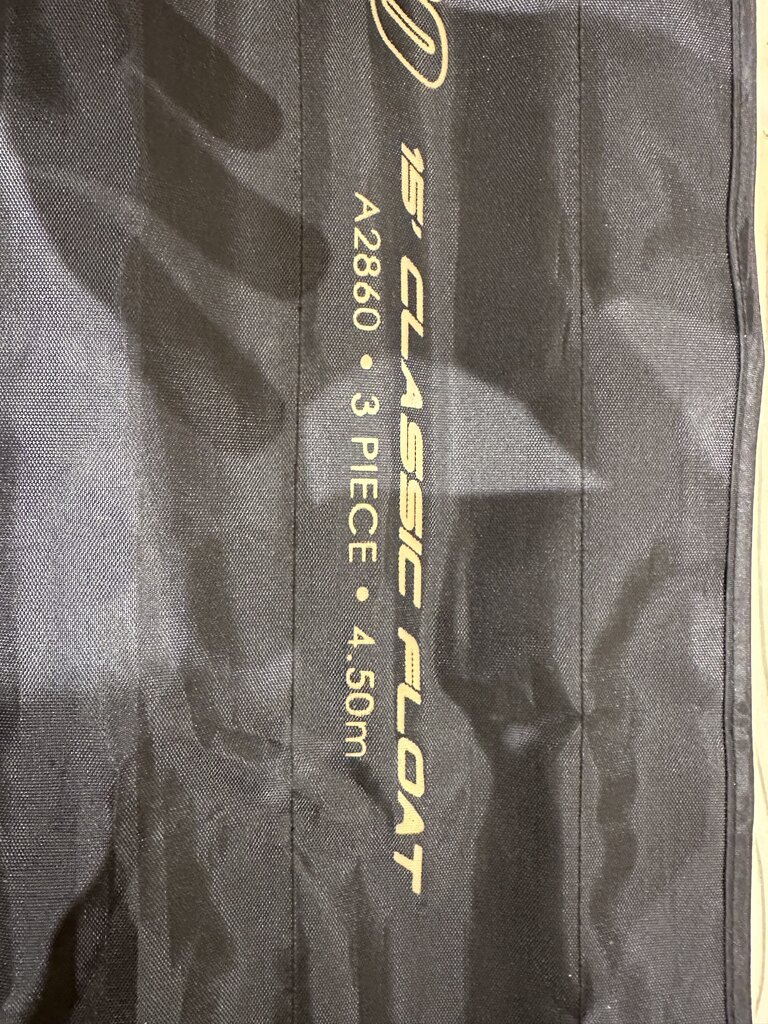 15' CLASSIC FLOAT
A2860 • 3 PIECE • 4.50m